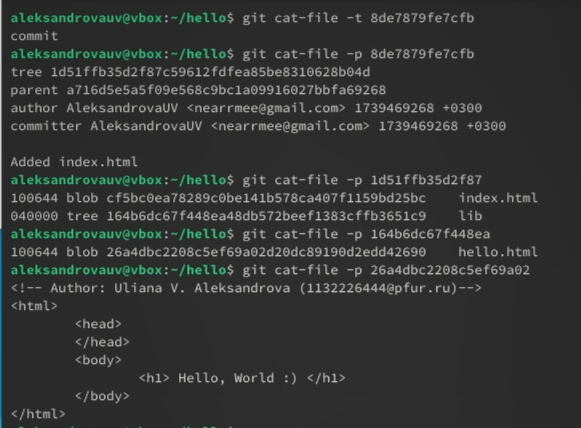 aleksandrovauv@vbox:~/hello$ git cat-file -t 8de7879fe7cfb
commit
aleksandrovauv@vbox:~/hello$ git cat-file -p 8de7879fe7cfb
tree 1d51ffb35d2f87c59612fdfea85be8310628b04d
parent a716d5e5a5f09e568c9bc1a09916027bbfa69268
author AleksandrovaUV <nearrmee@gmail.com> 1739469268 +0300
committer AleksandrovaUV <nearrmee@gmail.com> 1739469268 +0300
Added index.html
aleksandrovauv@vbox:~/hello$ git cat-file -p 1d51ffb35d2f87
100644 blob cf5bc0ea78289c0be141b578ca407f1159bd25bc    index.html
040000 tree 164b6dc67f448ea48db572beef1383cffb3651c9    lib
aleksandrovauv@vbox:~/hello$ git cat-file -p 164b6dc67f448ea
100644 blob 26a4dbc2208c5ef69a02d20dc89190d2edd42690    hello.html
aleksandrovauv@vbox:~/hello$ git cat-file -p 26a4dbc2208c5ef69a02
<!-- Author: Uliana V. Aleksandrova (1132226444@pfur.ru)-->
<html>
        <head>
        </head>
        <body>
                <h1> Hello, World :) </h1>
        </body>
</html>